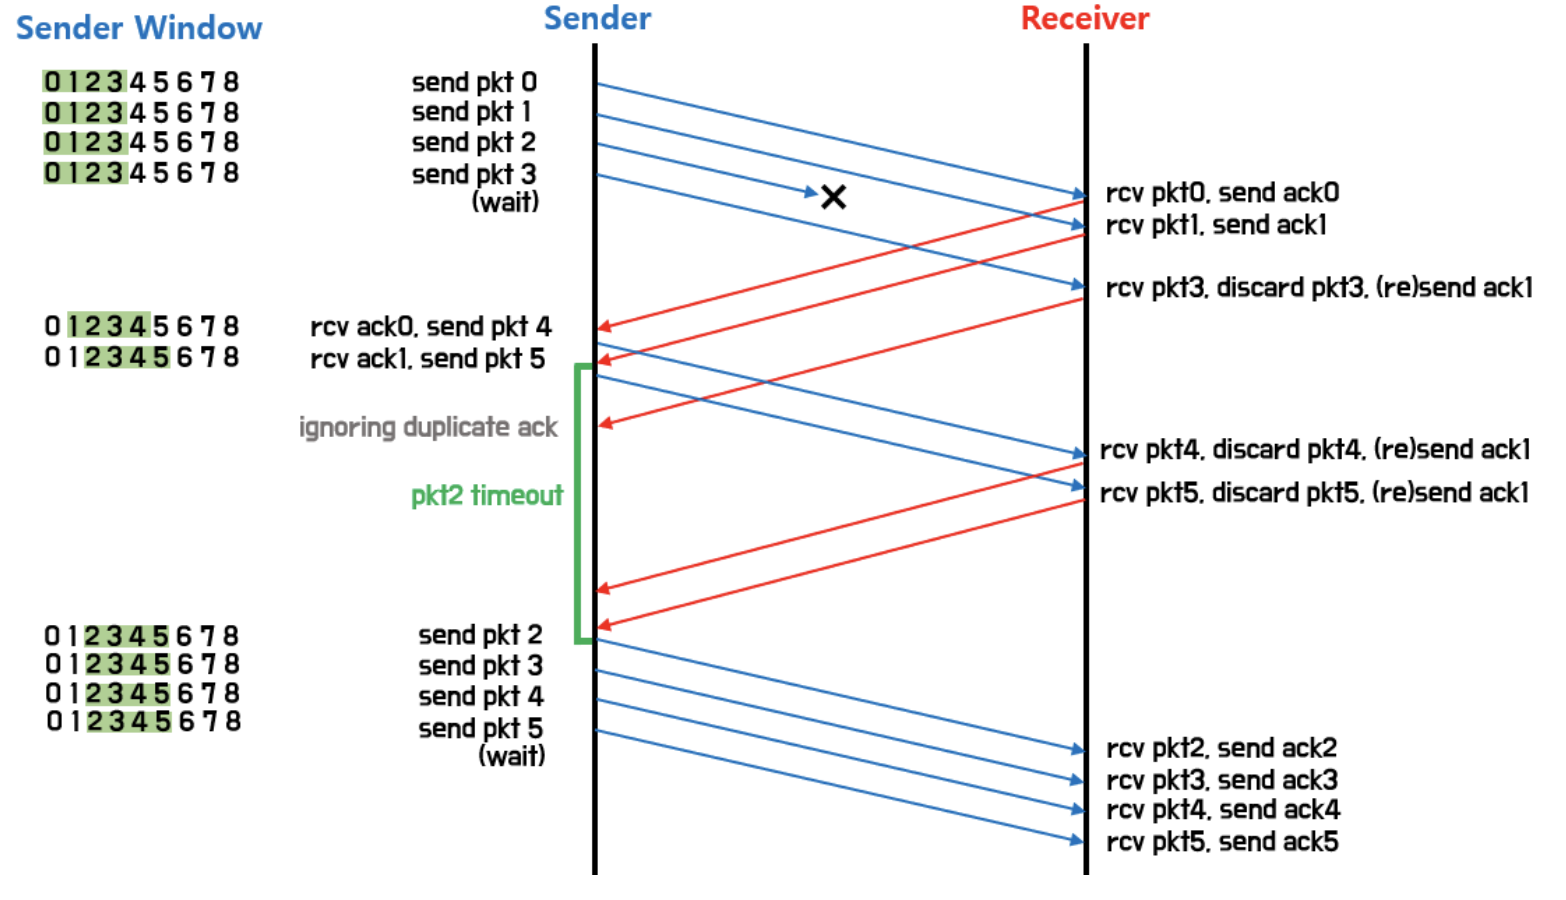 Sender Window
Sender
Receiver
0 1 2 3 4 5 6 7 8
send pkt 0
0 1 2 3 4 5 6 7 8
send pkt 1
0 1 2 3 4 5 6 7 8
send pkt 2
0 1 2 3 4 5 6 7 8
send pkt 3
(wait)
rcv pkt0, send ack0
rcv pkt1, send ack1
rcv pkt3, discard pkt3, (re)send ack1
0 1 2 3 4 5 6 7 8
rcv ack0, send pkt 4
0 1 2 3 4 5 6 7 8
rcv ack1, send pkt 5
ignoring duplicate ack
rcv pkt4, discard pkt4, (re)send ack1
pkt2 timeout
rcv pkt5, discard pkt5, (re)send ack1
0 1 2 3 4 5 6 7 8
send pkt 2
0 1 2 3 4 5 6 7 8
send pkt 3
0 1 2 3 4 5 6 7 8
send pkt 4
0 1 2 3 4 5 6 7 8
send pkt 5
(wait)
rcv pkt2, send ack2
rcv pkt3, send ack3
rcv pkt4, send ack4
rcv pkt5, send ack5